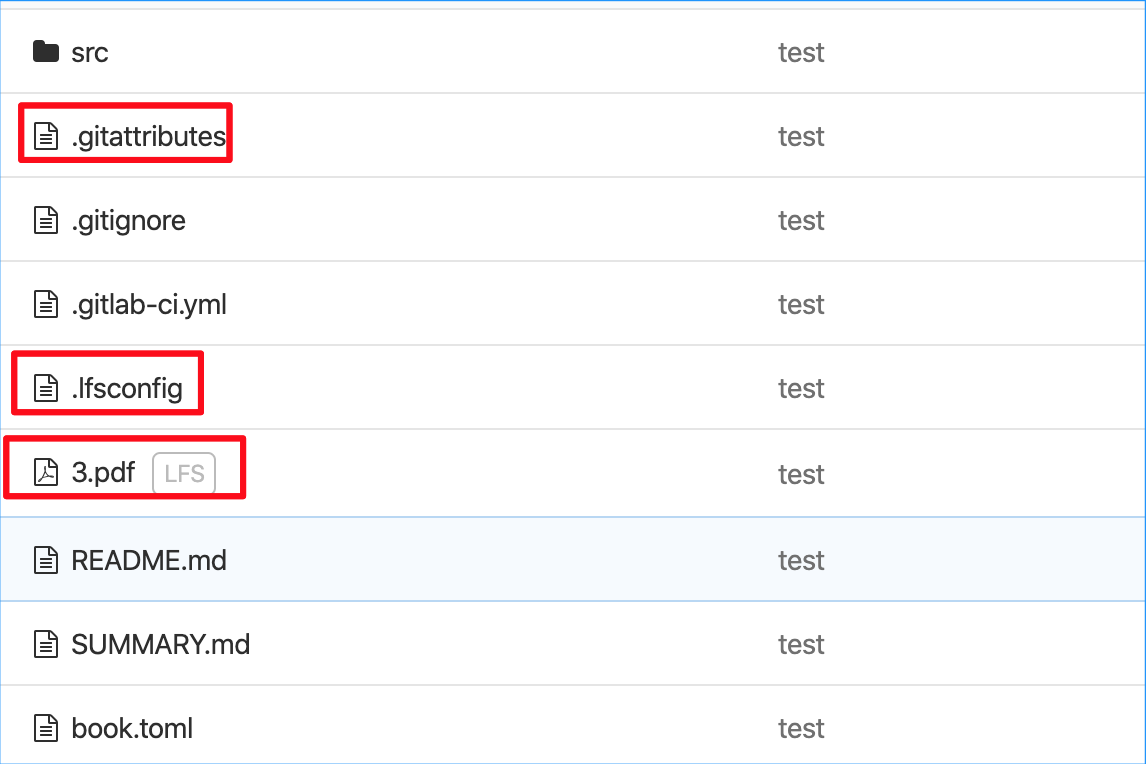 src test
.gitattributes test
.gitignore test
.gitlab-ci.yml test
.lfsconfig test
3.pdf LFS test
README.md test
SUMMARY.md test
book.toml test